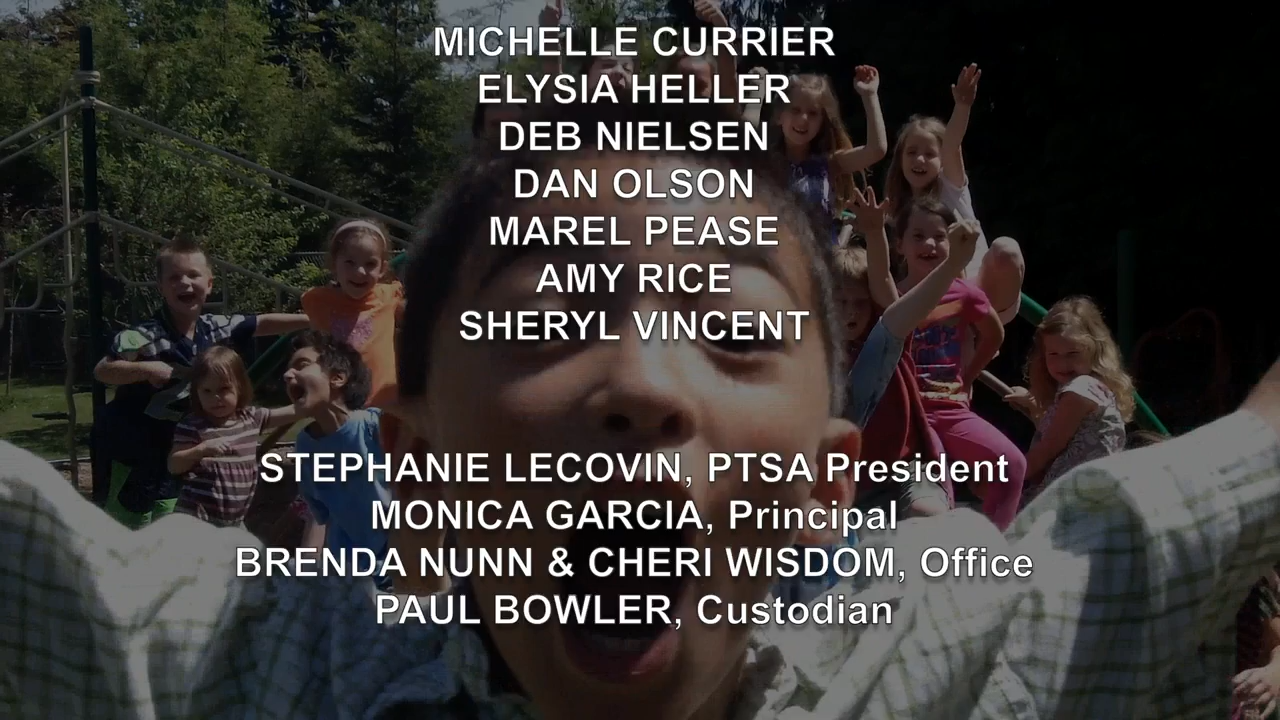 MICHELLE CURRIER
ELYSIA HELLER
DEB NIELSEN
DAN OLSON
MAREL PEASE
AMY RICE
SHERYL VINCENT
STEPHANIE LECOVIN, PTSA President
MONICA GARCIA, Principal
BRENDA NUNN & CHERI WISDOM, Office
PAUL BOWLER, Custodian